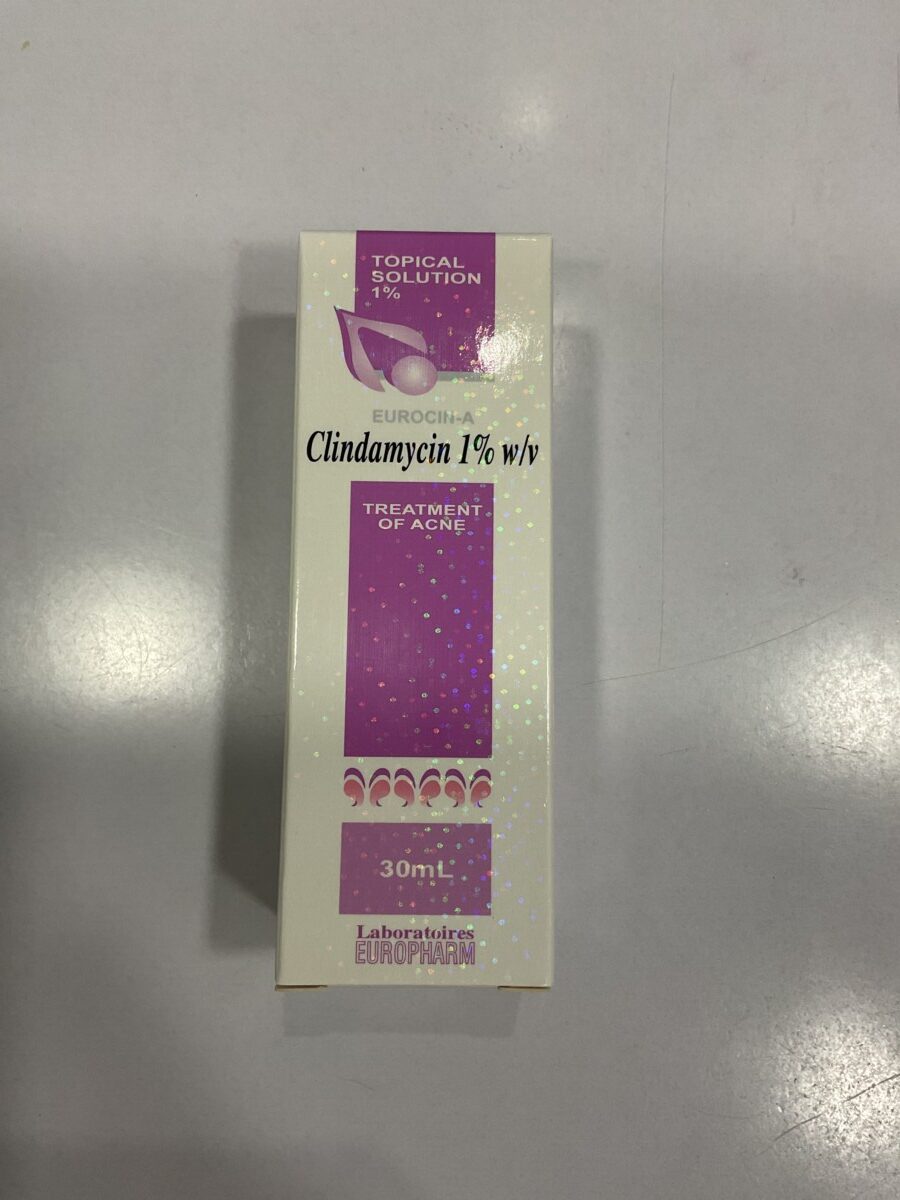 TOPICAL
SOLUTION
1%
EUROCIN-A
Clindamycin 1% w/v
TREATMENT
OF ACNE
30mL
Laboratoires
EUROPHARM